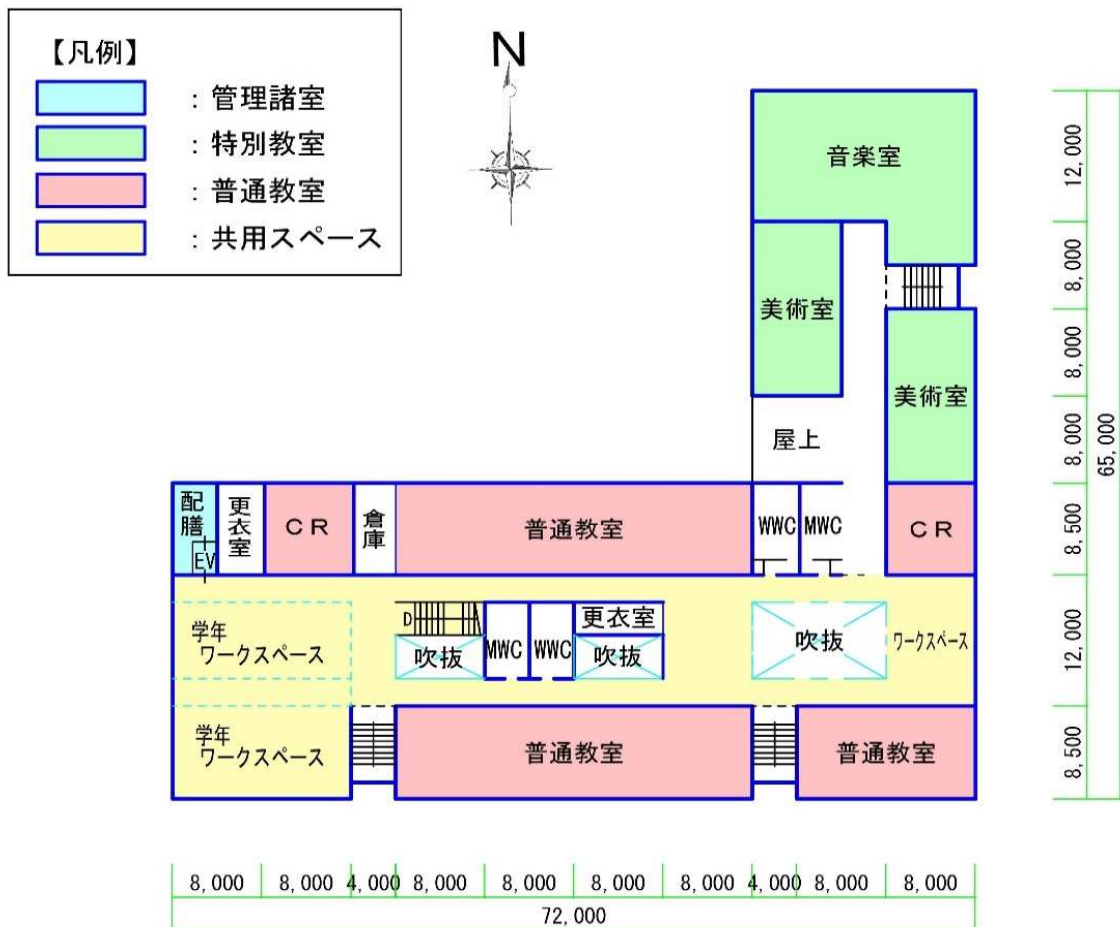 【凡例】
：管理諸室
：特別教室
：普通教室
：共用スペース
N
音楽室
美術室
美術室
屋上
配膳
EV
更衣室
ＣＲ
倉庫
普通教室
WWC
MWC
ＣＲ
学年
ワークスペース
D
吹抜
MWC
WWC
更衣室
吹抜
吹抜
ワークスペース
学年
ワークスペース
普通教室
普通教室
12,000
8,000
8,000
8,000
8,500
12,000
8,500
65,000
8,000 8,000 4,000 8,000 8,000 8,000 8,000 4,000 8,000 8,000
72,000